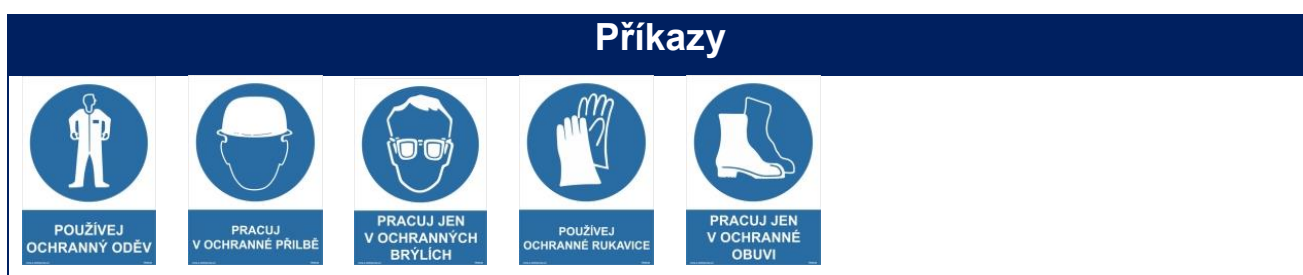 Příkazy
POUŽÍVEJ
OCHRANNÝ ODĚV
PRACUJ
V OCHRANNÉ PŘILBĚ
PRACUJ JEN
V OCHRANNÝCH
BRÝLÍCH
POUŽÍVEJ
OCHRANNÉ RUKAVICE
PRACUJ JEN
V OCHRANNÉ
OBUVI